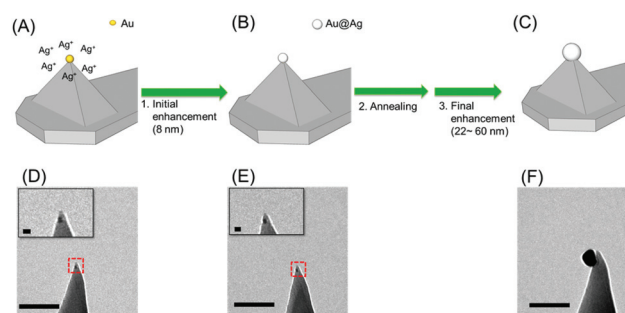 (A)
Au
Ag⁺
Ag⁺
Ag⁺
Ag⁺
Ag⁺
Ag⁺
(B)
Au@Ag
(C)
1. Initial
enhancement
(8 nm)
2. Annealing
3. Final
enhancement
(22~ 60 nm)
(D)
(E)
(F)